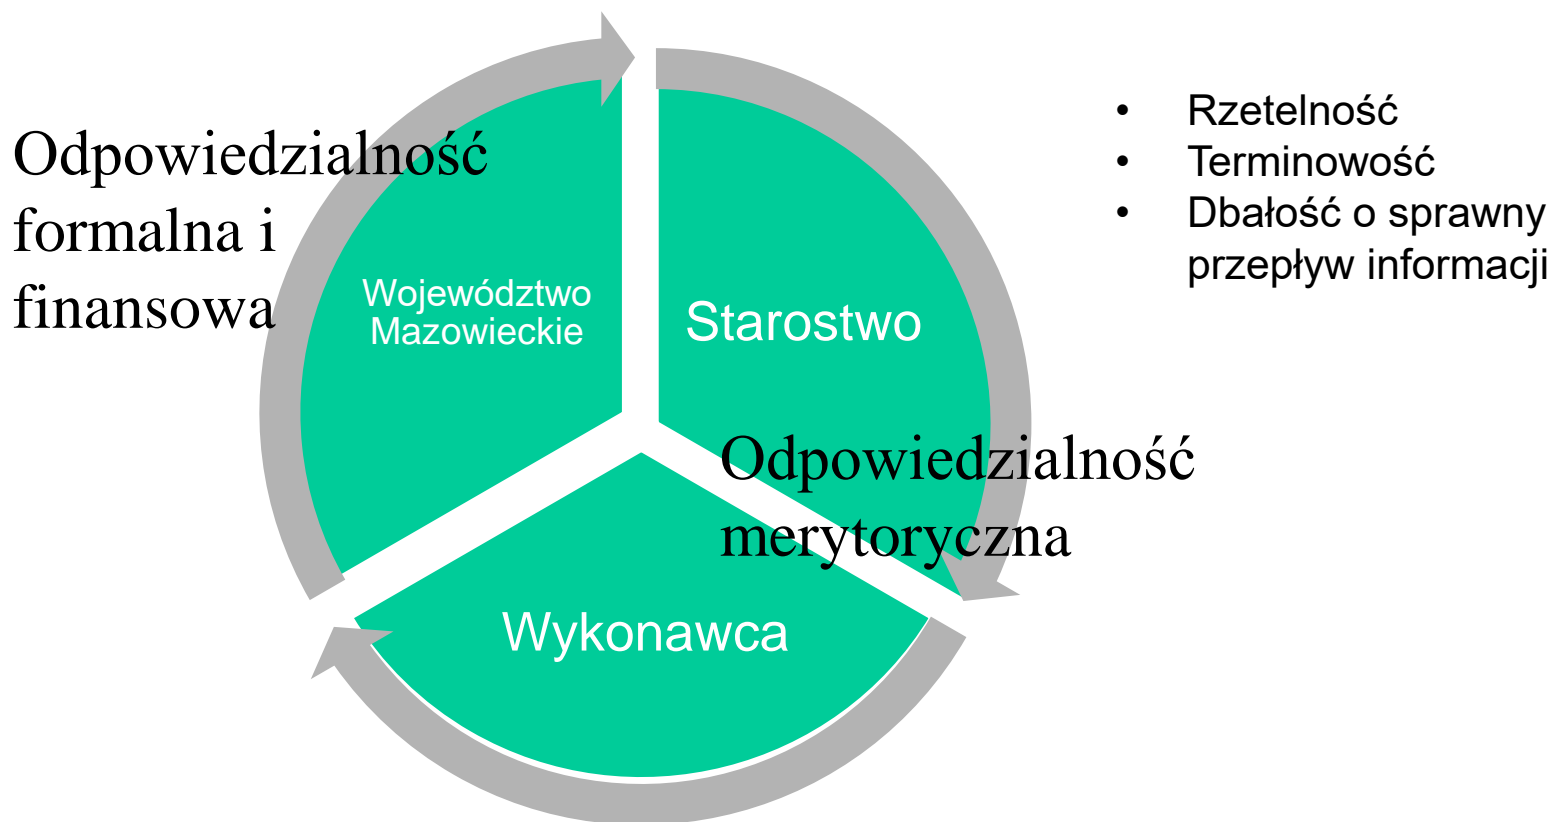 Odpowiedzialność
formalna i
finansowa
Województwo
Mazowieckie
Starostwo
• Rzetelność
• Terminowość
• Dbałość o sprawny
przepływ informacji
Odpowiedzialność
merytoryczna
Wykonawca